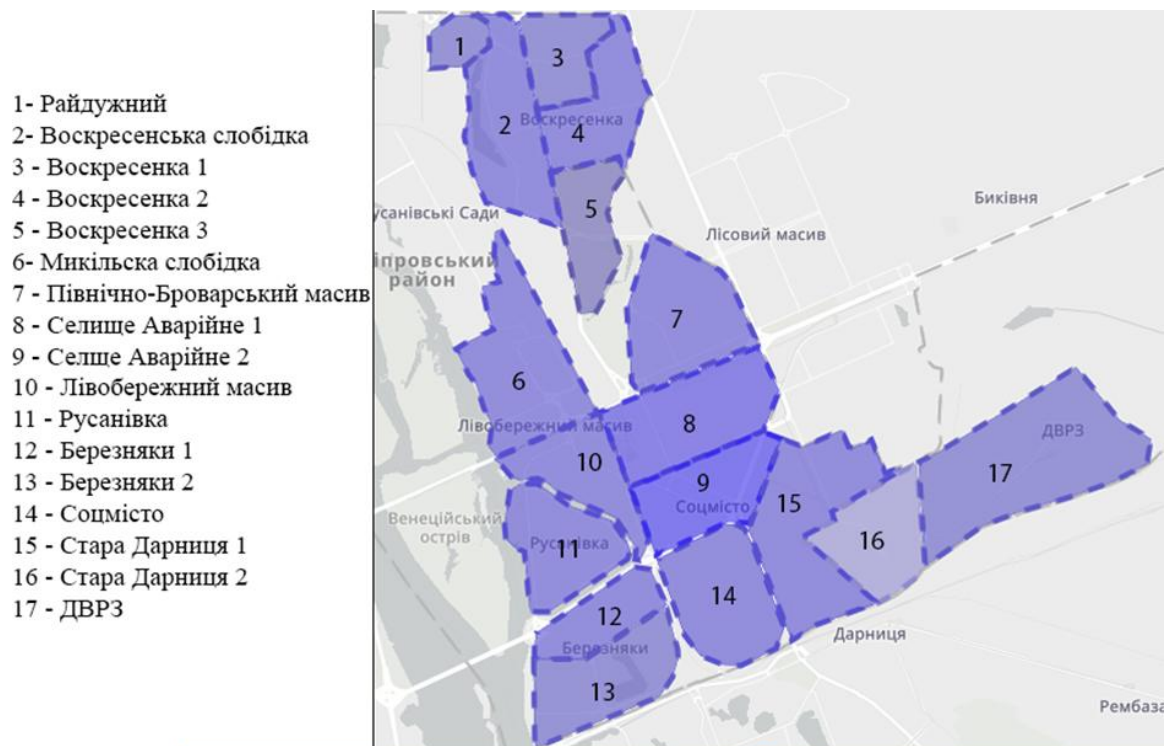 1- Райдужний
2- Воскресенська слобідка
3 - Воскресенка 1
4 - Воскресенка 2
5 - Воскресенка 3
6- Микільска слобідка
7 - Північно-Броварський масив
8 - Селище Аварійне 1
9 - Селще Аварійне 2
10 - Лівобережний масив
11 - Русанівка
12 - Березняки 1
13 - Березняки 2
14 - Соцмісто
15 - Стара Дарниця 1
16 - Стара Дарниця 2
17 - ДВРЗ
1
3
2
Воскресенка
4
Биківня
5
усанівські Сади
Лісовий масив
іпровський
район
7
6
Лівобережний масив
8
ДВРЗ
10
9
17
Соцмісто
15
Венеційський
острів
Русанівка
11
16
14
12
Дарниця
Березняки
13
Рембаза